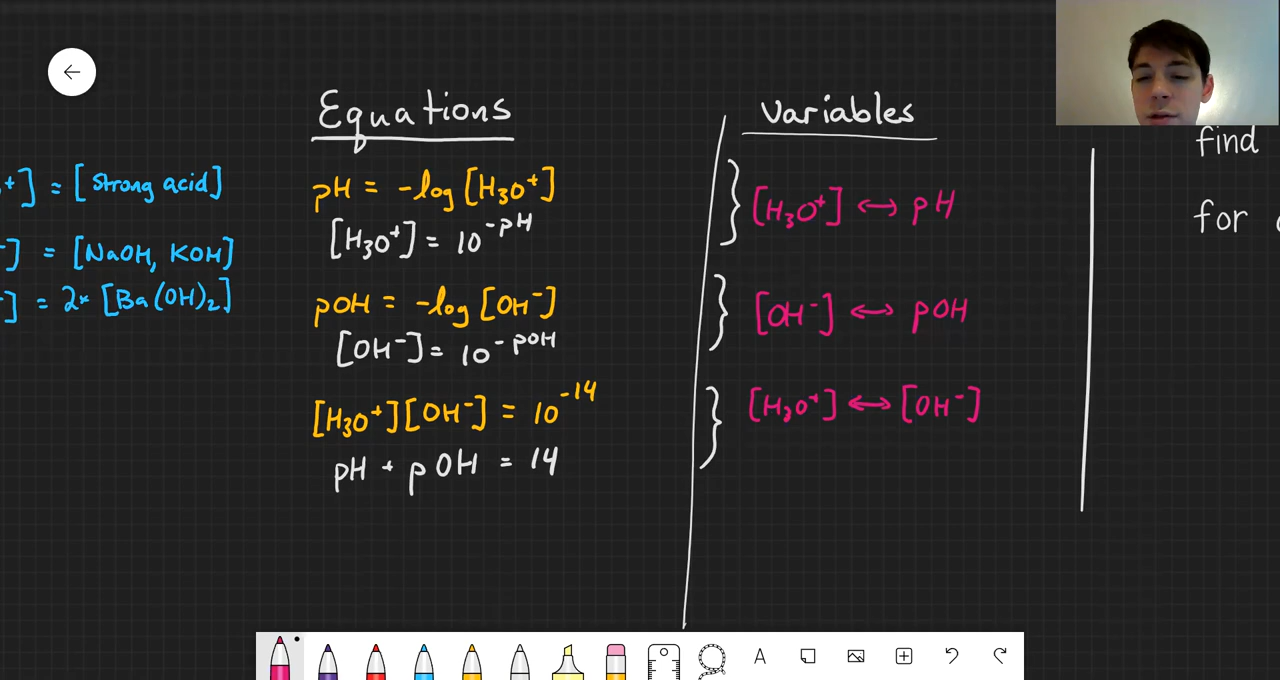 +] = [Strong acid]
-] = [NaOH, KOH]
-] = 2× [Ba(OH)₂]
Equations
pH = -log [H₃O⁺]
[H₃O⁺] = 10⁻ᵖᴴ
pOH = -log [OH⁻]
[OH⁻] = 10⁻ᵖᴼᴴ
[H₃O⁺][OH⁻] = 10⁻¹⁴
pH + pOH = 14
Variables
[H₃O⁺] ↔ pH
[OH⁻] ↔ pOH
[H₃O⁺] ↔ [OH⁻]
find
for
A